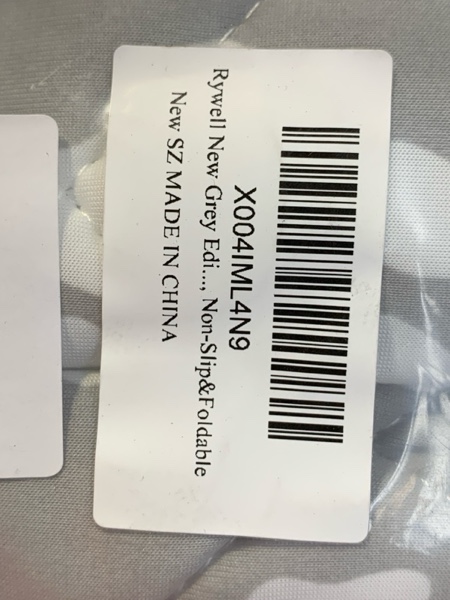 X004IML4N9
Rywell New Grey Edi..., Non-Slip&Foldable
New SZ MADE IN CHINA